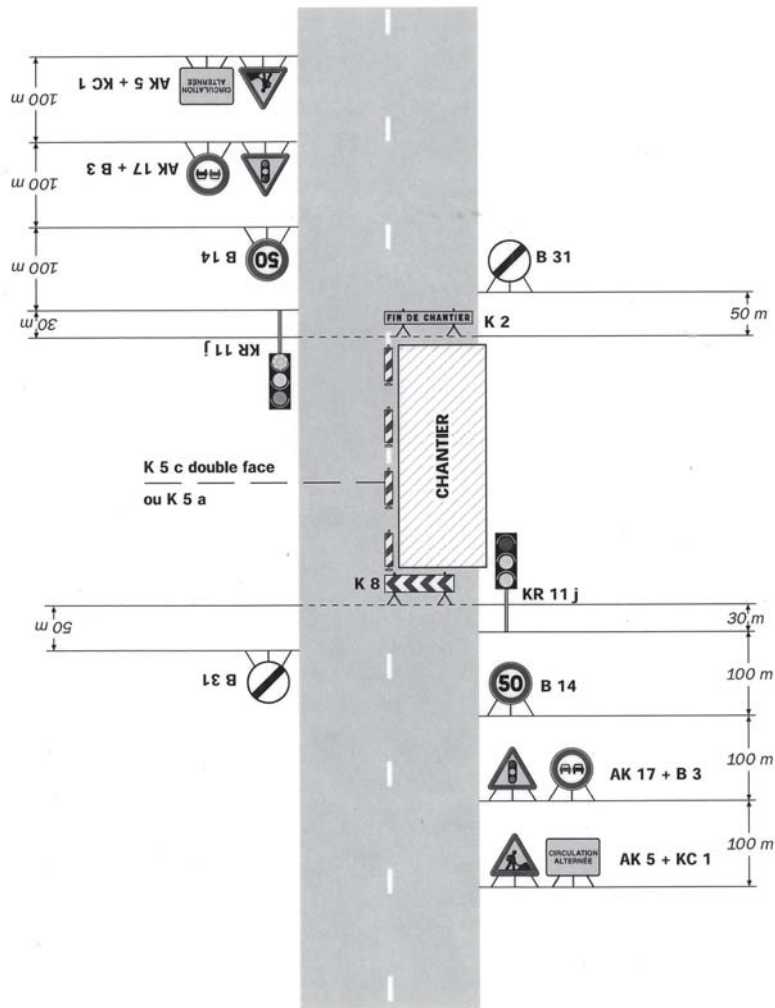 AK 5 + KC 1
CIRCULATION
ALTERNÉE
100 m
AK 17 + B 3
100 m
B 14
50
100 m
B 31
30 m
KR 11 j
FIN DE CHANTIER
K 2
50 m
CHANTIER
K 5 c double face
ou K 5 a
K 8
KR 11 j
50 m
30 m
B 31
50
B 14
100 m
AK 17 + B 3
100 m
CIRCULATION
ALTERNÉE
AK 5 + KC 1
100 m